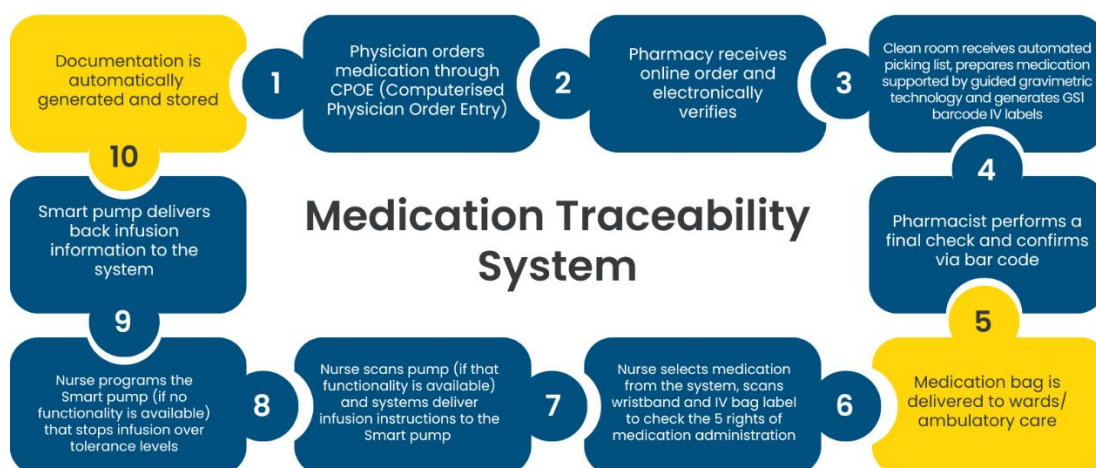 Documentation is
automatically
generated and stored
1
Physician orders
medication through
CPOE (Computerised
Physician Order Entry)
2
Pharmacy receives
online order and
electronically
verifies
3
Clean room receives automated
picking list, prepares medication
supported by guided gravimetric
technology and generates GS1
barcode IV labels
4
Pharmacist performs a
final check and confirms
via bar code
5
Medication bag is
delivered to wards/
ambulatory care
6
Nurse selects medication
from the system, scans
wristband and IV bag label
to check the 5 rights of
medication administration
7
Nurse scans pump (if that
functionality is available)
and systems deliver
infusion instructions to the
Smart pump
8
Nurse programs the
Smart pump (if no
functionality is available)
that stops infusion over
tolerance levels
9
Smart pump delivers
back infusion
information to the
system
10
Medication Traceability
System